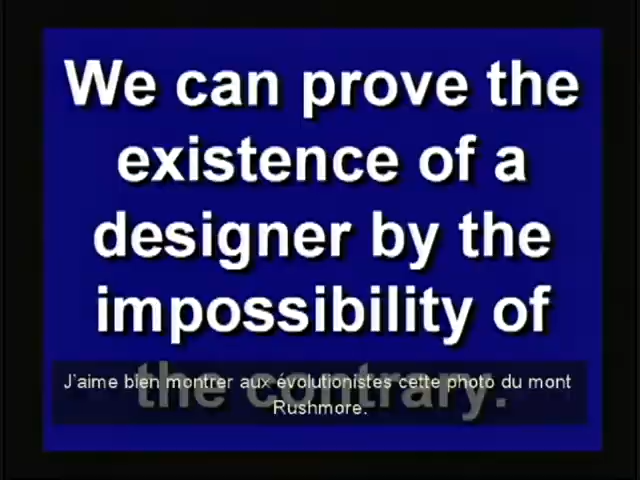 We can prove the
existence of a
designer by the
impossibility of
the contrary.
J'aime bien montrer aux évolutionistes cette photo du mont
Rushmore.